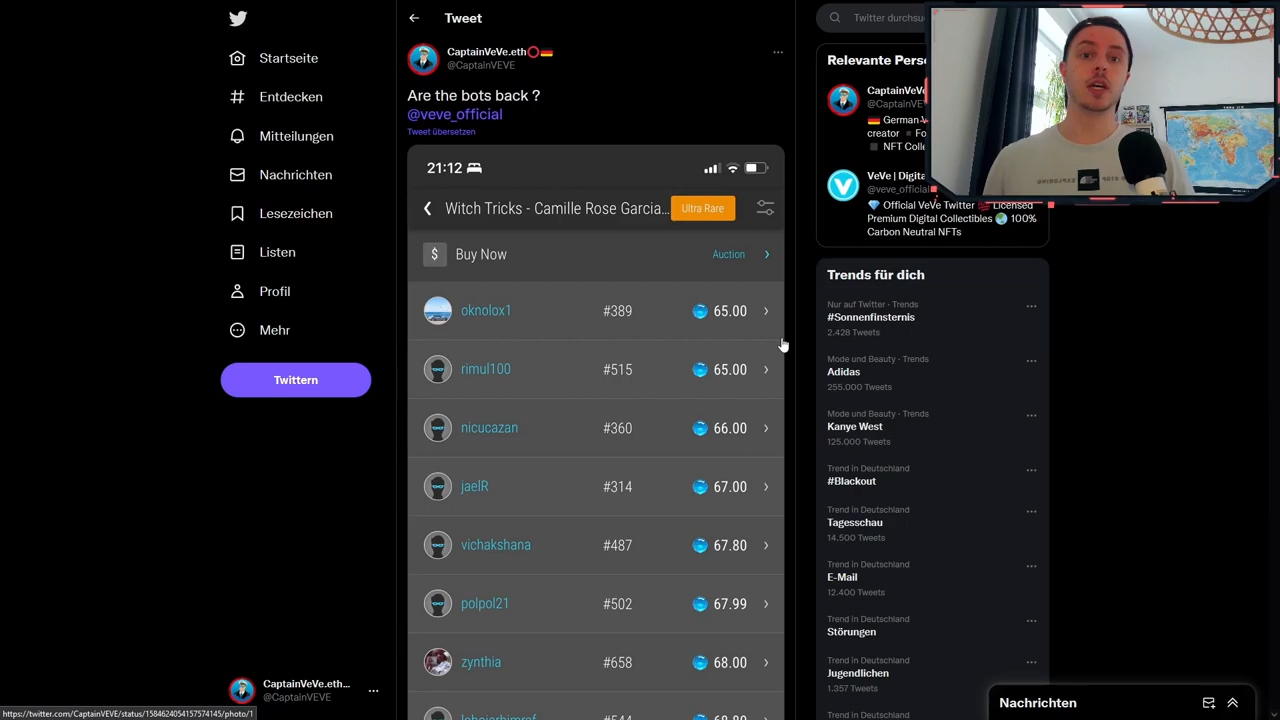 Startseite
Entdecken
Mitteilungen
Nachrichten
Lesezeichen
Listen
Profil
Mehr
Twittern
CaptainVeVe.eth...
@CaptainVEVE
https://twitter.com/CaptainVEVE/status/1584624054157574145/photo/1
Tweet
CaptainVeVe.eth
@CaptainVEVE
Are the bots back ?
@veve_official
Tweet übersetzen
21:12
Witch Tricks - Camille Rose Garcia...
Ultra Rare
$ Buy Now
Auction
oknolox1 #389 65.00
rimul100 #515 65.00
nicucazan #360 66.00
jaelR #314 67.00
vichakshana #487 67.80
polpol21 #502 67.99
zynthia #658 68.00
Twitter durchsu
Relevante Pers
CaptainVeV
@CaptainV
German
creator
NFT Coll
VeVe | Digita
@veve_official
Official VeVe Twitter Licensed
Premium Digital Collectibles 100%
Carbon Neutral NFTs
Trends für dich
Nur auf Twitter · Trends
#Sonnenfinsternis
2.428 Tweets
Mode und Beauty · Trends
Adidas
255.000 Tweets
Mode und Beauty · Trends
Kanye West
125.000 Tweets
Trend in Deutschland
#Blackout
Trend in Deutschland
Tagesschau
14.500 Tweets
Trend in Deutschland
E-Mail
12.400 Tweets
Trend in Deutschland
Störungen
Trend in Deutschland
Jugendlichen
1.357 Tweets
Nachrichten